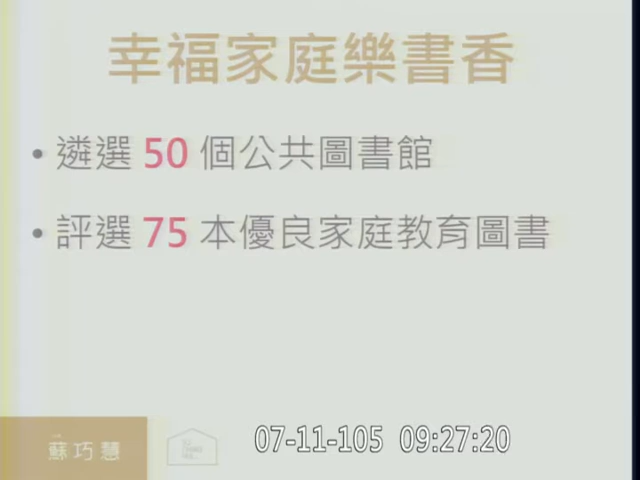 幸福家庭樂書香
• 遴選 50 個公共圖書館
• 評選 75 本優良家庭教育圖書
蘇巧慧
07-11-105 09:27:20